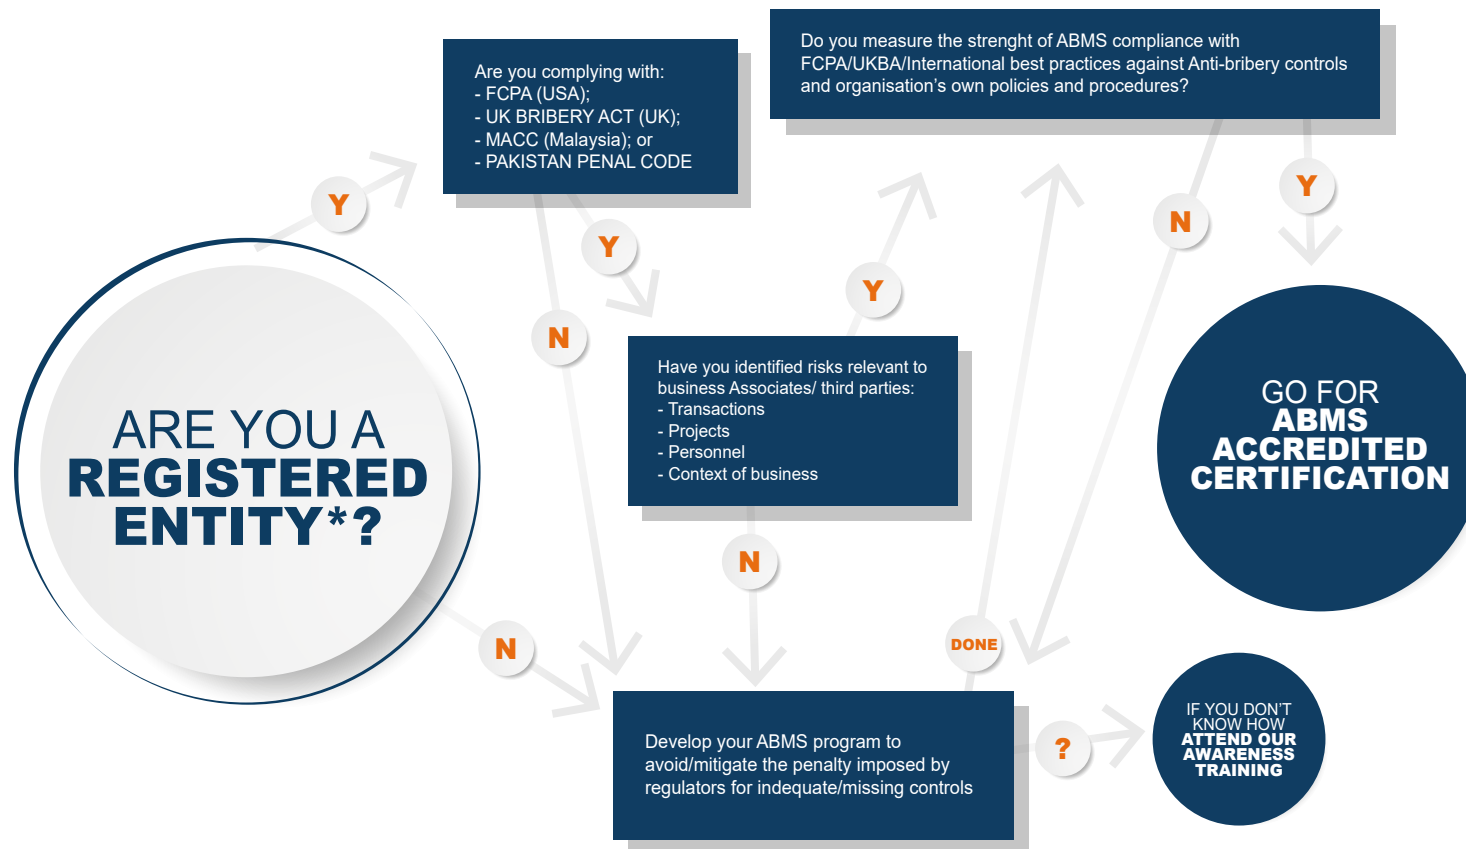 ARE YOU A
REGISTERED
ENTITY*?
Y
N
Are you complying with:
- FCPA (USA);
- UK BRIBERY ACT (UK);
- MACC (Malaysia); or
- PAKISTAN PENAL CODE
Y
N
Have you identified risks relevant to
business Associates/ third parties:
- Transactions
- Projects
- Personnel
- Context of business
Y
N
Do you measure the strenght of ABMS compliance with
FCPA/UKBA/International best practices against Anti-bribery controls
and organisation's own policies and procedures?
N
Y
GO FOR
ABMS
ACCREDITED
CERTIFICATION
Develop your ABMS program to
avoid/mitigate the penalty imposed by
regulators for indequate/missing controls
DONE
?
IF YOU DON'T
KNOW HOW
ATTEND OUR
AWARENESS
TRAINING